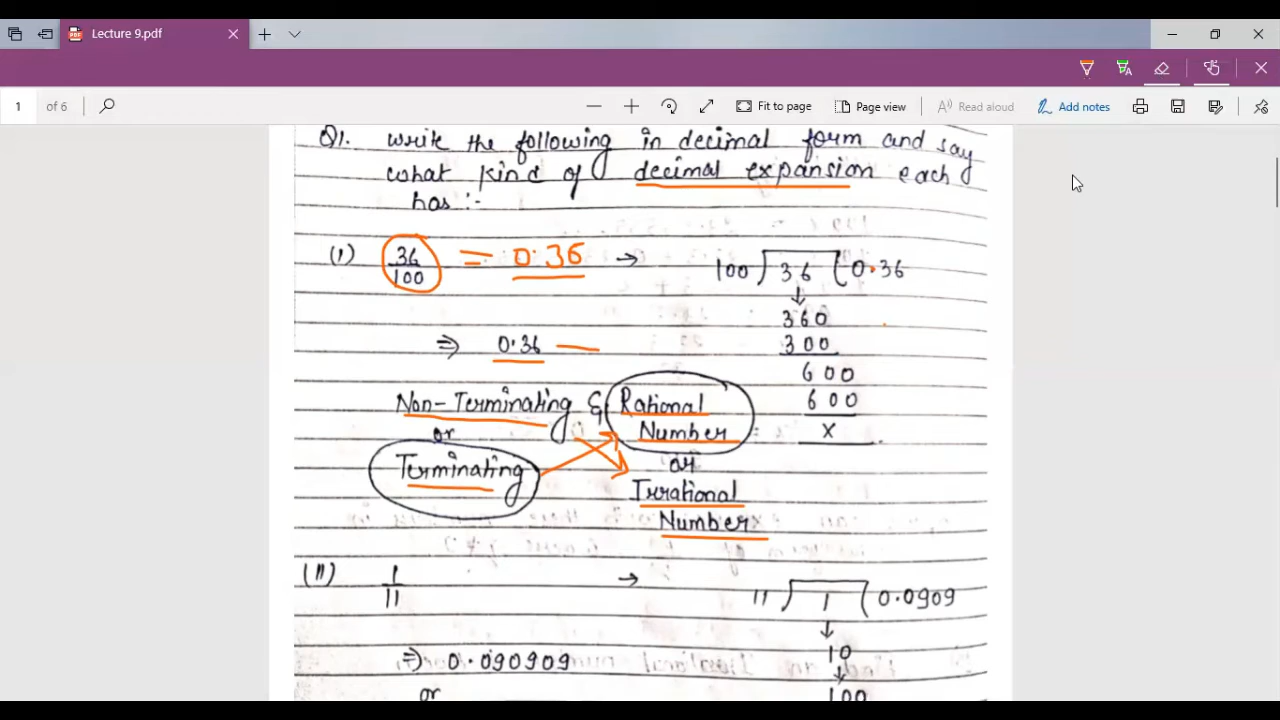 Lecture 9.pdf
1 of 6
Fit to page
Page view
Read aloud
Add notes
Q1. write the following in decimal form and say
what kind of decimal expansion each
has :-
(I) 36/100 = 0.36 → 100 ) 36 ( 0.36
↓
360
⇒ 0.36 — 300
600
Non-Terminating & Rational 600
or Number x
Terminating or
Irrational
Number
(II) 1/11 → 11 ) 1 ( 0.0909
↓
10
⇒ 0.090909 ↓
or 100